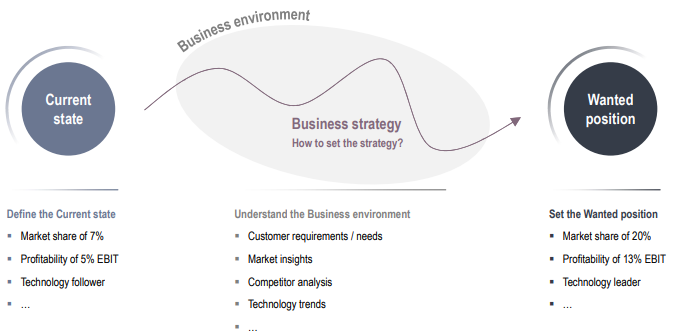 Business environment
Current
state
Wanted
position
Business strategy
How to set the strategy?
Define the Current state
▪ Market share of 7%
▪ Profitability of 5% EBIT
▪ Technology follower
▪ ...
Understand the Business environment
▪ Customer requirements / needs
▪ Market insights
▪ Competitor analysis
▪ Technology trends
▪ ...
Set the Wanted position
▪ Market share of 20%
▪ Profitability of 13% EBIT
▪ Technology leader
▪ ...